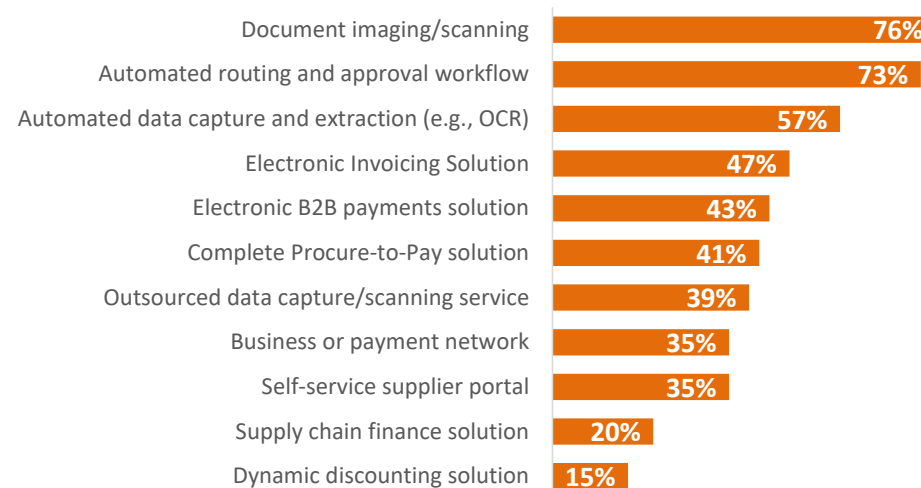 Document imaging/scanning 76%
Automated routing and approval workflow 73%
Automated data capture and extraction (e.g., OCR) 57%
Electronic Invoicing Solution 47%
Electronic B2B payments solution 43%
Complete Procure-to-Pay solution 41%
Outsourced data capture/scanning service 39%
Business or payment network 35%
Self-service supplier portal 35%
Supply chain finance solution 20%
Dynamic discounting solution 15%